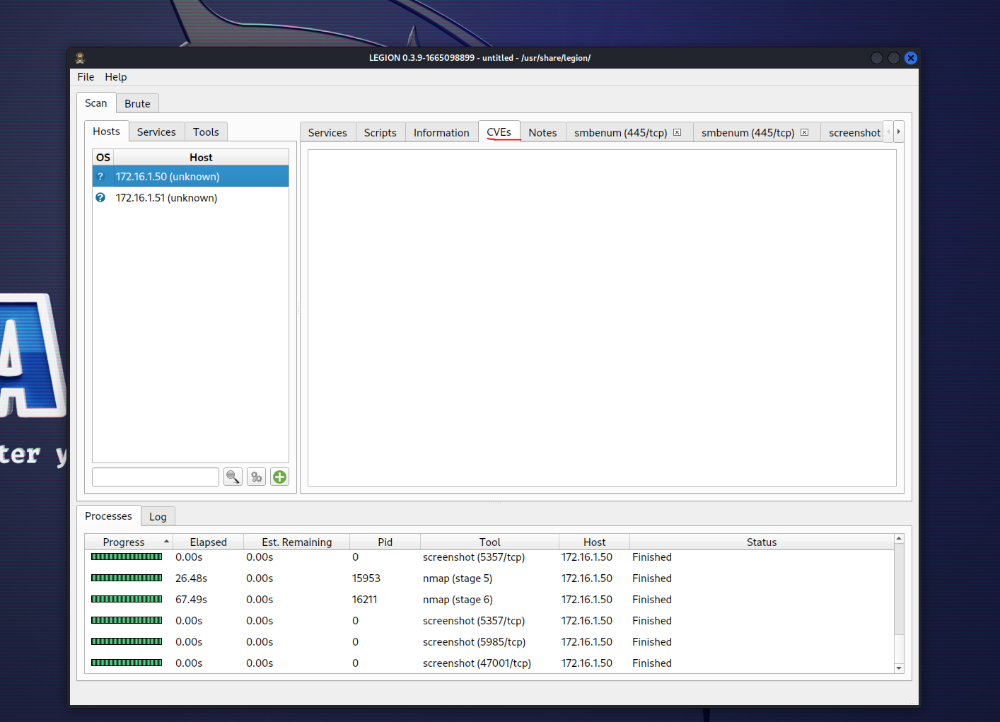 LEGION 0.3.9-1665098899 - untitled - /usr/share/legion/
File Help
Scan Brute
Hosts Services Tools
Services Scripts Information CVEs Notes smbenum (445/tcp) smbenum (445/tcp) screenshot
OS Host
172.16.1.50 (unknown)
172.16.1.51 (unknown)
A
ter y
Processes Log
Progress Elapsed Est. Remaining Pid Tool Host Status
0.00s 0.00s 0 screenshot (5357/tcp) 172.16.1.50 Finished
26.48s 0.00s 15953 nmap (stage 5) 172.16.1.50 Finished
67.49s 0.00s 16211 nmap (stage 6) 172.16.1.50 Finished
0.00s 0.00s 0 screenshot (5357/tcp) 172.16.1.50 Finished
0.00s 0.00s 0 screenshot (5985/tcp) 172.16.1.50 Finished
0.00s 0.00s 0 screenshot (47001/tcp) 172.16.1.50 Finished